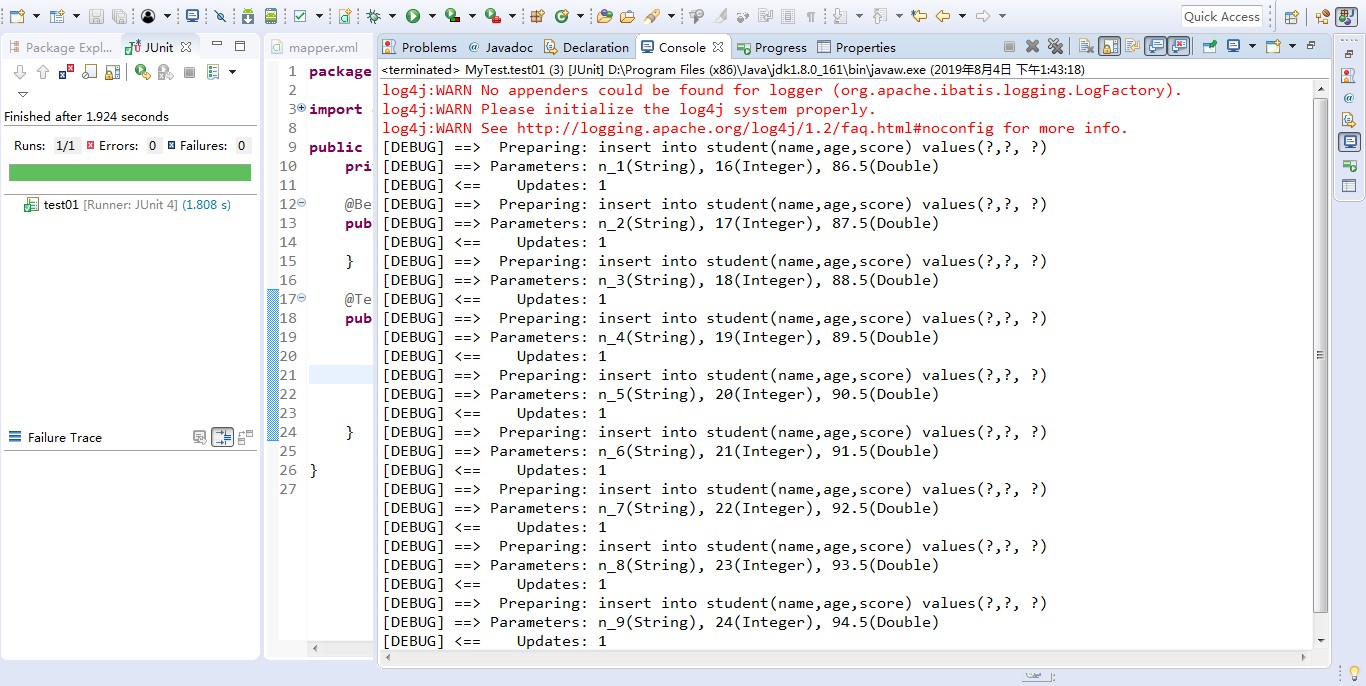 Quick Access
Package Expl...
JUnit
Finished after 1.924 seconds
Runs: 1/1 Errors: 0 Failures: 0
test01 [Runner: JUnit 4] (1.808 s)
Failure Trace
mapper.xml
1 package
2
3 import
8
9 public
10 pri
11
12 @Be
13 pub
14
15 }
16
17 @Te
18 pub
19
20
21
22
23
24 }
25
26 }
27
Problems @ Javadoc Declaration Console Progress Properties
<terminated> MyTest.test01 (3) [JUnit] D:\Program Files (x86)\Java\jdk1.8.0_161\bin\javaw.exe (2019年8月4日 下午1:43:18)
log4j:WARN No appenders could be found for logger (org.apache.ibatis.logging.LogFactory).
log4j:WARN Please initialize the log4j system properly.
log4j:WARN See http://logging.apache.org/log4j/1.2/faq.html#noconfig for more info.
[DEBUG] ==>  Preparing: insert into student(name,age,score) values(?,?, ?)
[DEBUG] ==> Parameters: n_1(String), 16(Integer), 86.5(Double)
[DEBUG] <==    Updates: 1
[DEBUG] ==>  Preparing: insert into student(name,age,score) values(?,?, ?)
[DEBUG] ==> Parameters: n_2(String), 17(Integer), 87.5(Double)
[DEBUG] <==    Updates: 1
[DEBUG] ==>  Preparing: insert into student(name,age,score) values(?,?, ?)
[DEBUG] ==> Parameters: n_3(String), 18(Integer), 88.5(Double)
[DEBUG] <==    Updates: 1
[DEBUG] ==>  Preparing: insert into student(name,age,score) values(?,?, ?)
[DEBUG] ==> Parameters: n_4(String), 19(Integer), 89.5(Double)
[DEBUG] <==    Updates: 1
[DEBUG] ==>  Preparing: insert into student(name,age,score) values(?,?, ?)
[DEBUG] ==> Parameters: n_5(String), 20(Integer), 90.5(Double)
[DEBUG] <==    Updates: 1
[DEBUG] ==>  Preparing: insert into student(name,age,score) values(?,?, ?)
[DEBUG] ==> Parameters: n_6(String), 21(Integer), 91.5(Double)
[DEBUG] <==    Updates: 1
[DEBUG] ==>  Preparing: insert into student(name,age,score) values(?,?, ?)
[DEBUG] ==> Parameters: n_7(String), 22(Integer), 92.5(Double)
[DEBUG] <==    Updates: 1
[DEBUG] ==>  Preparing: insert into student(name,age,score) values(?,?, ?)
[DEBUG] ==> Parameters: n_8(String), 23(Integer), 93.5(Double)
[DEBUG] <==    Updates: 1
[DEBUG] ==>  Preparing: insert into student(name,age,score) values(?,?, ?)
[DEBUG] ==> Parameters: n_9(String), 24(Integer), 94.5(Double)
[DEBUG] <==    Updates: 1